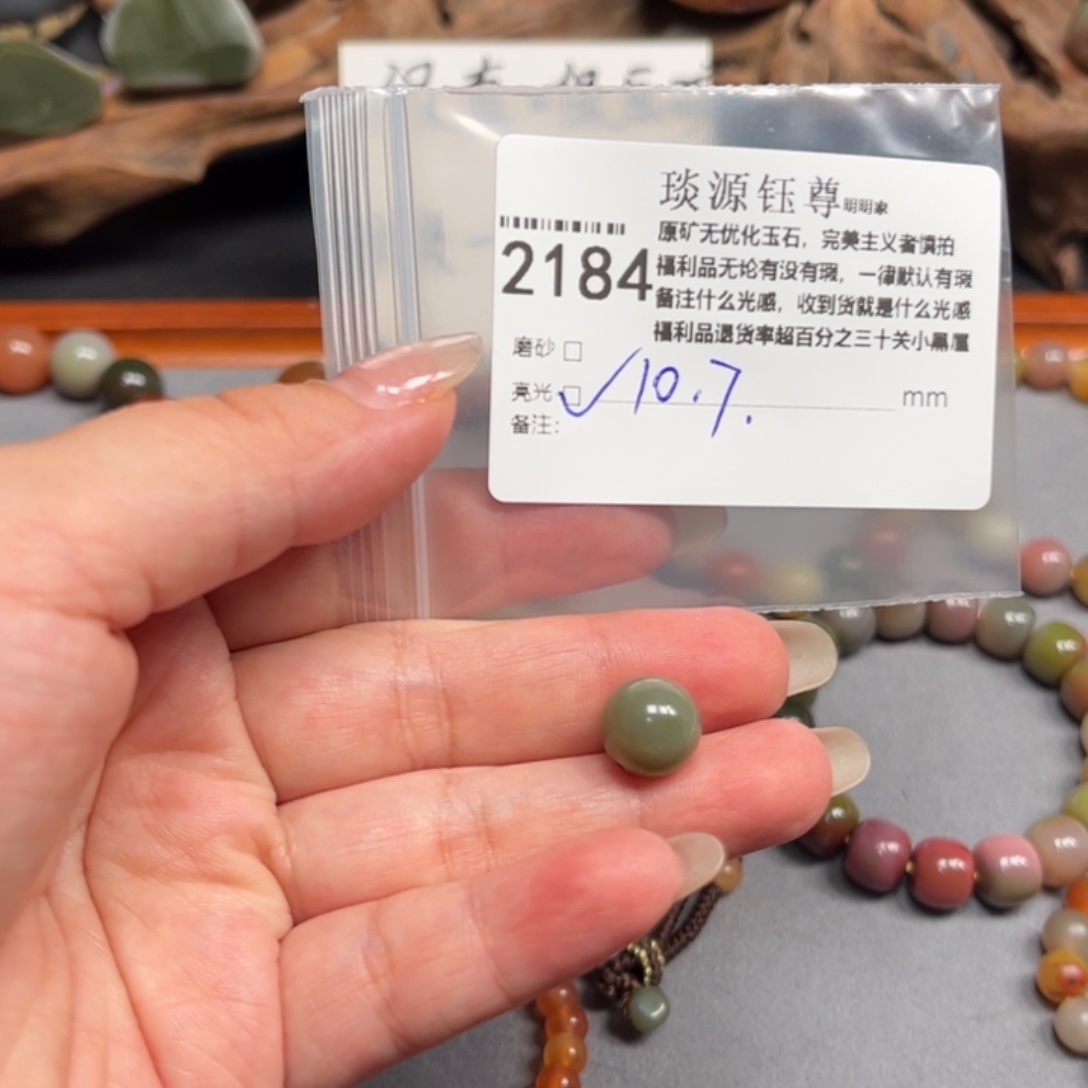 琰源钰尊明明家
原矿无优化玉石，完美主义者慎拍
2184
福利品无论有没有瑕，一律默认有瑕
备注什么光感，收到货就是什么光感
福利品退货率超百分之三十关小黑屋
磨砂 □
亮光 □ ✓ 10.7. mm
备注：